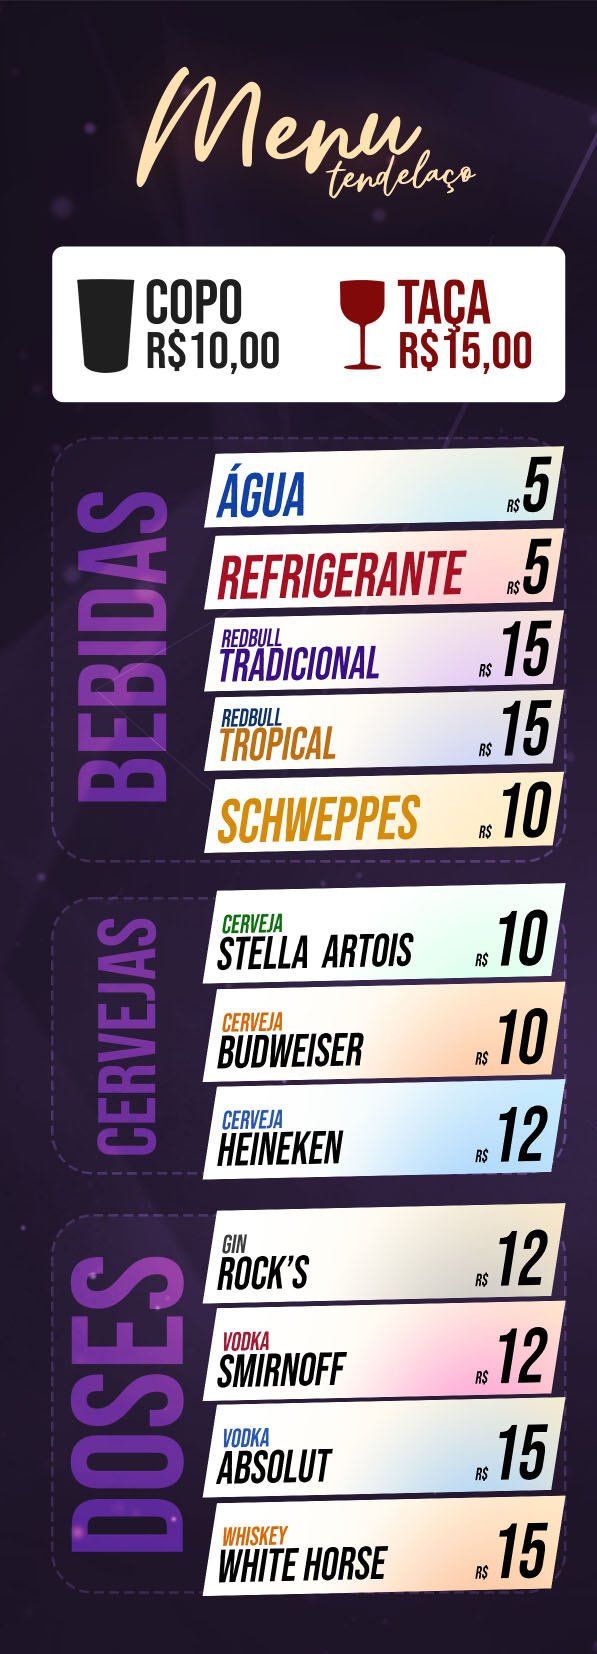 Menu
tendelaço
COPO
R$10,00
TAÇA
R$15,00
BEBIDAS
ÁGUA R$ 5
REFRIGERANTE R$ 5
REDBULL
TRADICIONAL R$ 15
REDBULL
TROPICAL R$ 15
SCHWEPPES R$ 10
CERVEJAS
CERVEJA
STELLA ARTOIS R$ 10
CERVEJA
BUDWEISER R$ 10
CERVEJA
HEINEKEN R$ 12
DOSES
GIN
ROCK'S R$ 12
VODKA
SMIRNOFF R$ 12
VODKA
ABSOLUT R$ 15
WHISKEY
WHITE HORSE R$ 15